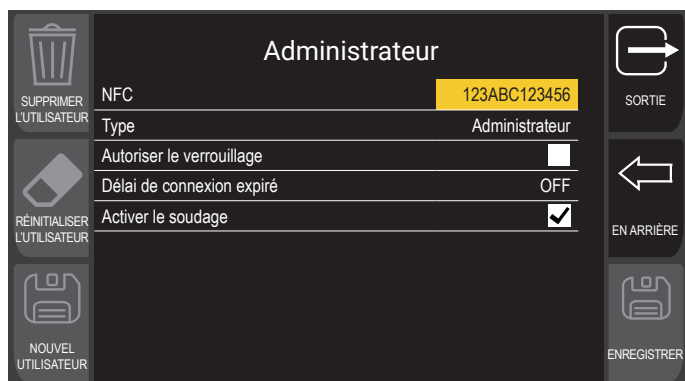 Administrateur
SUPPRIMER
L'UTILISATEUR
NFC 123ABC123456
Type Administrateur
Autoriser le verrouillage
Délai de connexion expiré OFF
Activer le soudage
RÉINITIALISER
L'UTILISATEUR
NOUVEL
UTILISATEUR
SORTIE
EN ARRIÈRE
ENREGISTRER